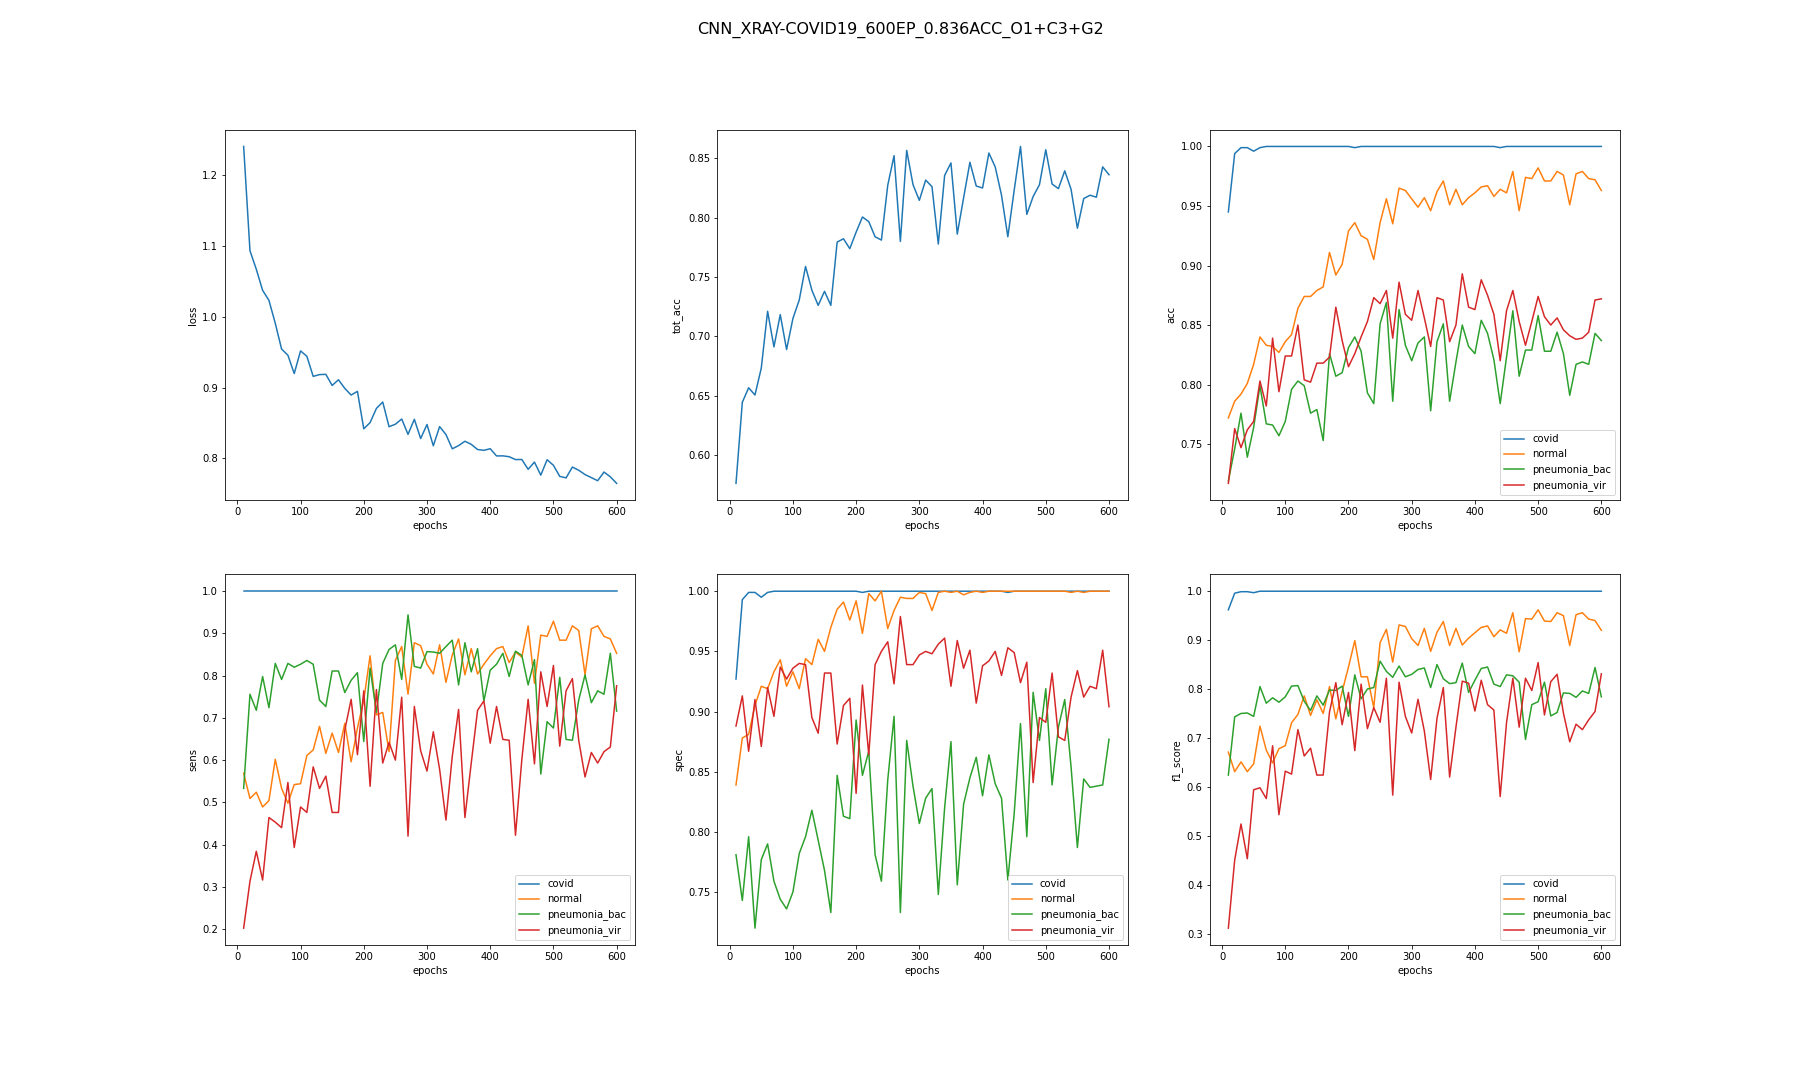 CNN_XRAY-COVID19_600EP_0.836ACC_O1+C3+G2
1.2
1.1
1.0
0.9
0.8
loss
0 100 200 300 400 500 600
epochs
0.85
0.80
0.75
0.70
0.65
0.60
tot_acc
0 100 200 300 400 500 600
epochs
1.00
0.95
0.90
0.85
0.80
0.75
acc
covid
normal
pneumonia_bac
pneumonia_vir
0 100 200 300 400 500 600
epochs
1.0
0.9
0.8
0.7
0.6
0.5
0.4
0.3
0.2
sens
covid
normal
pneumonia_bac
pneumonia_vir
0 100 200 300 400 500 600
epochs
1.00
0.95
0.90
0.85
0.80
0.75
spec
covid
normal
pneumonia_bac
pneumonia_vir
0 100 200 300 400 500 600
epochs
1.0
0.9
0.8
0.7
0.6
0.5
0.4
0.3
f1_score
covid
normal
pneumonia_bac
pneumonia_vir
0 100 200 300 400 500 600
epochs